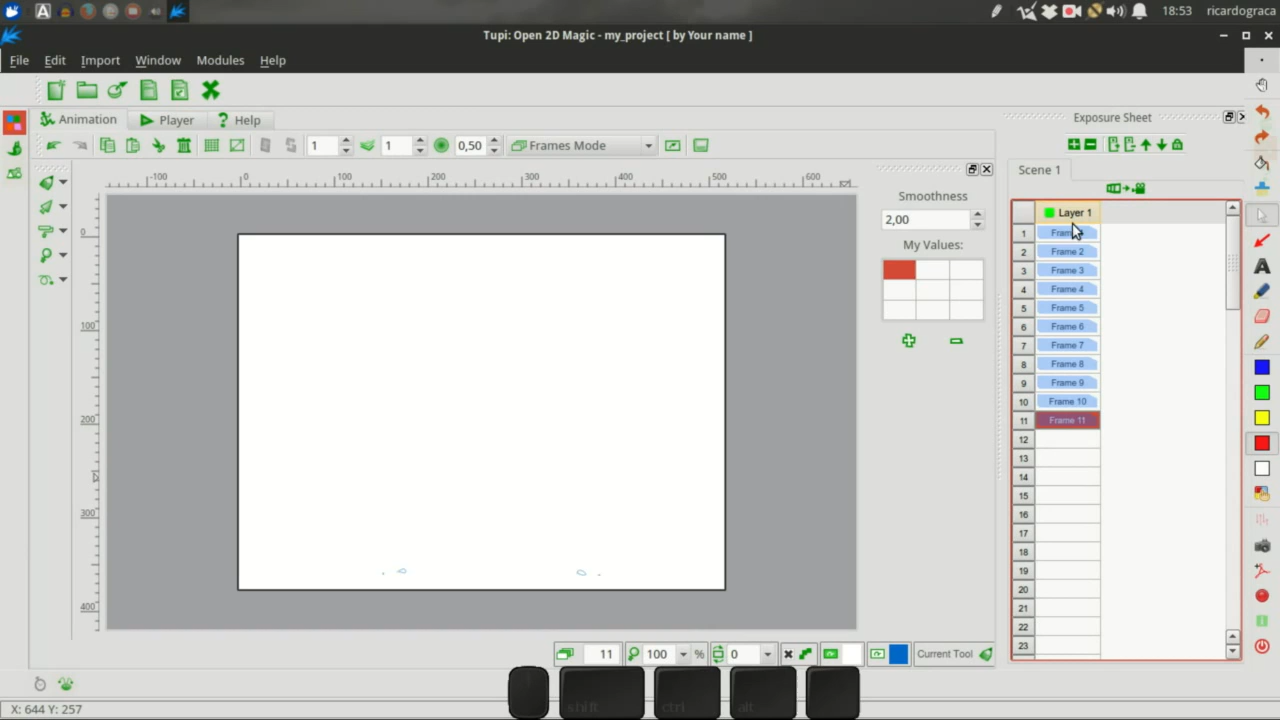 18:53 ricardograca
Tupi: Open 2D Magic - my_project [ by Your name ]
File Edit Import Window Modules Help
Animation Player Help
Exposure Sheet
1 1 0,50 Frames Mode
Scene 1
-100 0 100 200 300 400 500 600
Smoothness
2,00
My Values:
Layer 1
1
2 Frame 2
3 Frame 3
4 Frame 4
5 Frame 5
6 Frame 6
7 Frame 7
8 Frame 8
9 Frame 9
10 Frame 10
11 Frame 11
12
13
14
15
16
17
18
19
20
21
22
23
0
100
200
300
400
11 100 % 0 Current Tool
shift ctrl alt
X: 644 Y: 257